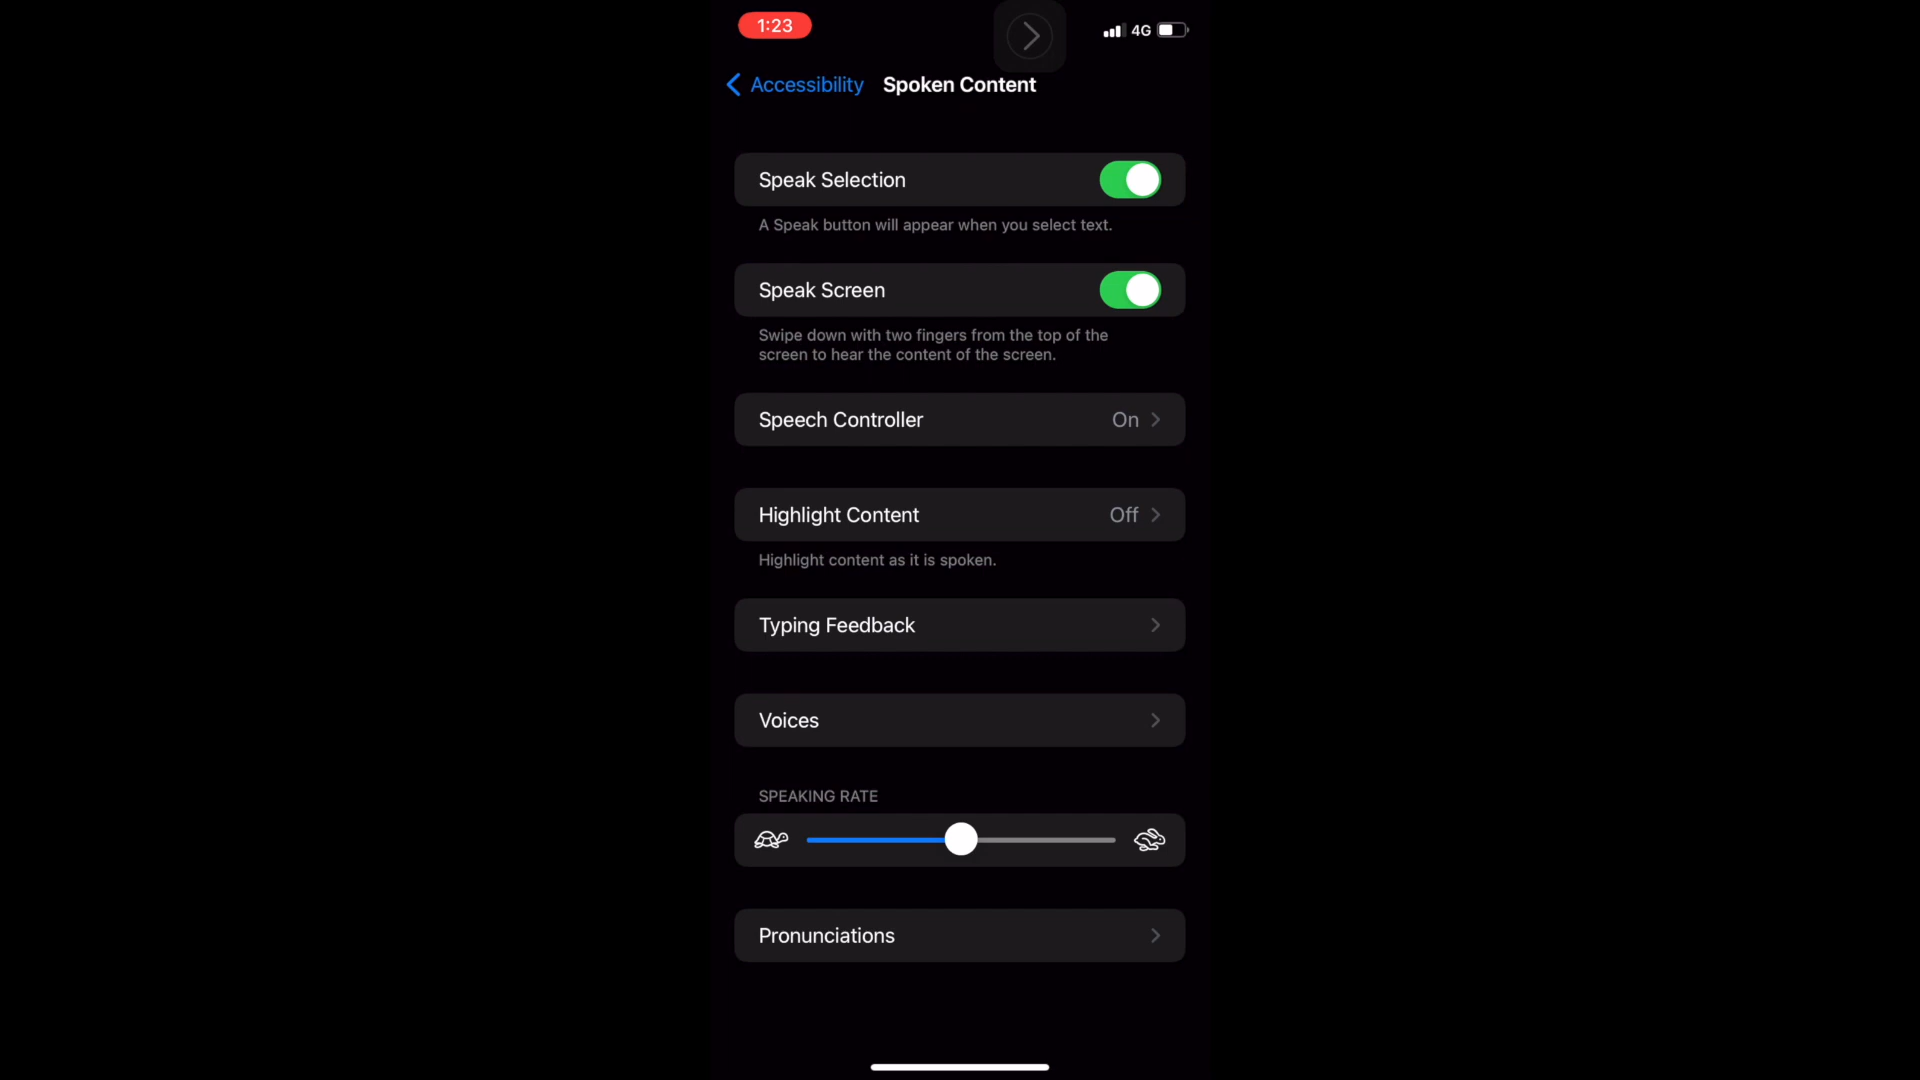 1:23
4G
Accessibility Spoken Content
Speak Selection
A Speak button will appear when you select text.
Speak Screen
Swipe down with two fingers from the top of the
screen to hear the content of the screen.
Speech Controller On
Highlight Content Off
Highlight content as it is spoken.
Typing Feedback
Voices
SPEAKING RATE
Pronunciations